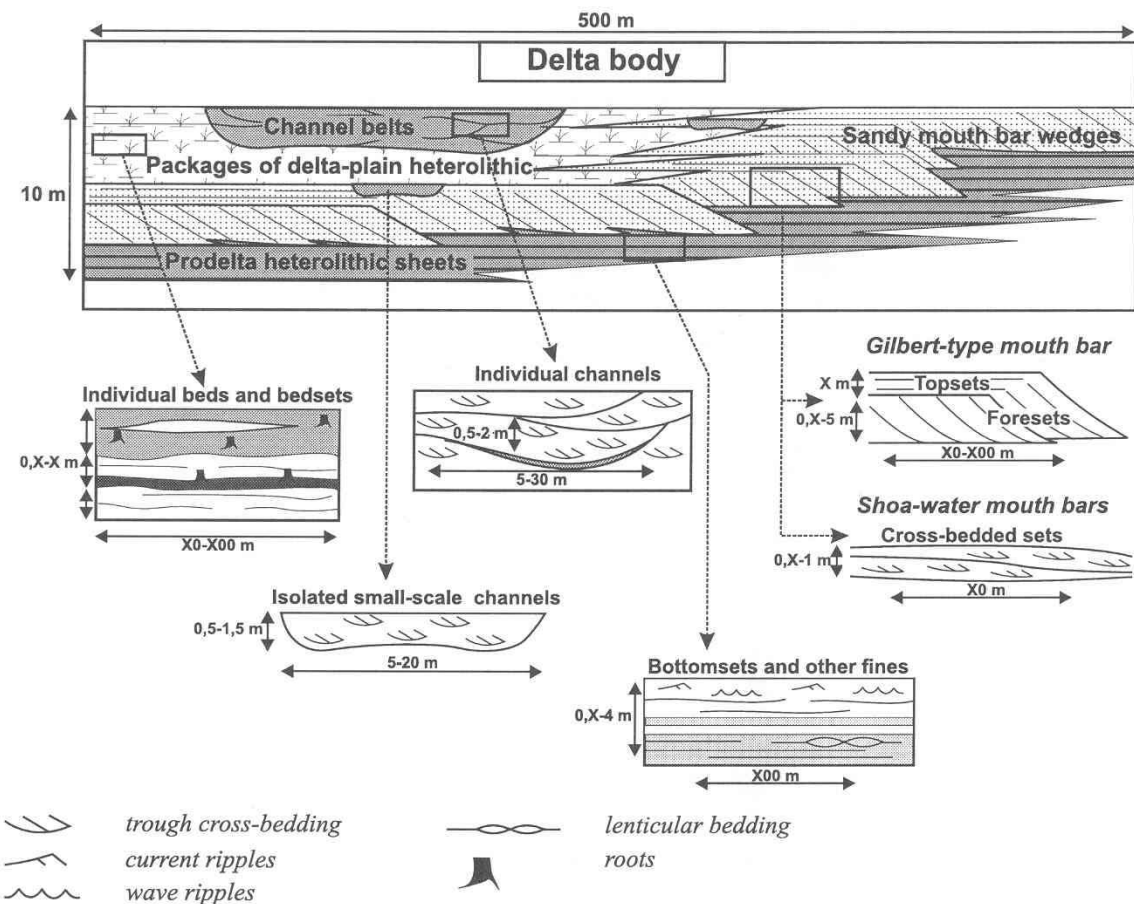 500 m
Delta body
Channel belts
Sandy mouth bar wedges
Packages of delta-plain heterolithic
10 m
Prodelta heterolithic sheets
Gilbert-type mouth bar
Individual channels
X m
Topsets
Individual beds and bedsets
Foresets
0,X-5 m
0,5-2 m
X0-X00 m
0,X-X m
5-30 m
Shoa-water mouth bars
Cross-bedded sets
X0-X00 m
0,X-1 m
X0 m
Isolated small-scale channels
0,5-1,5 m
5-20 m
Bottomsets and other fines
0,X-4 m
X00 m
trough cross-bedding
lenticular bedding
current ripples
roots
wave ripples